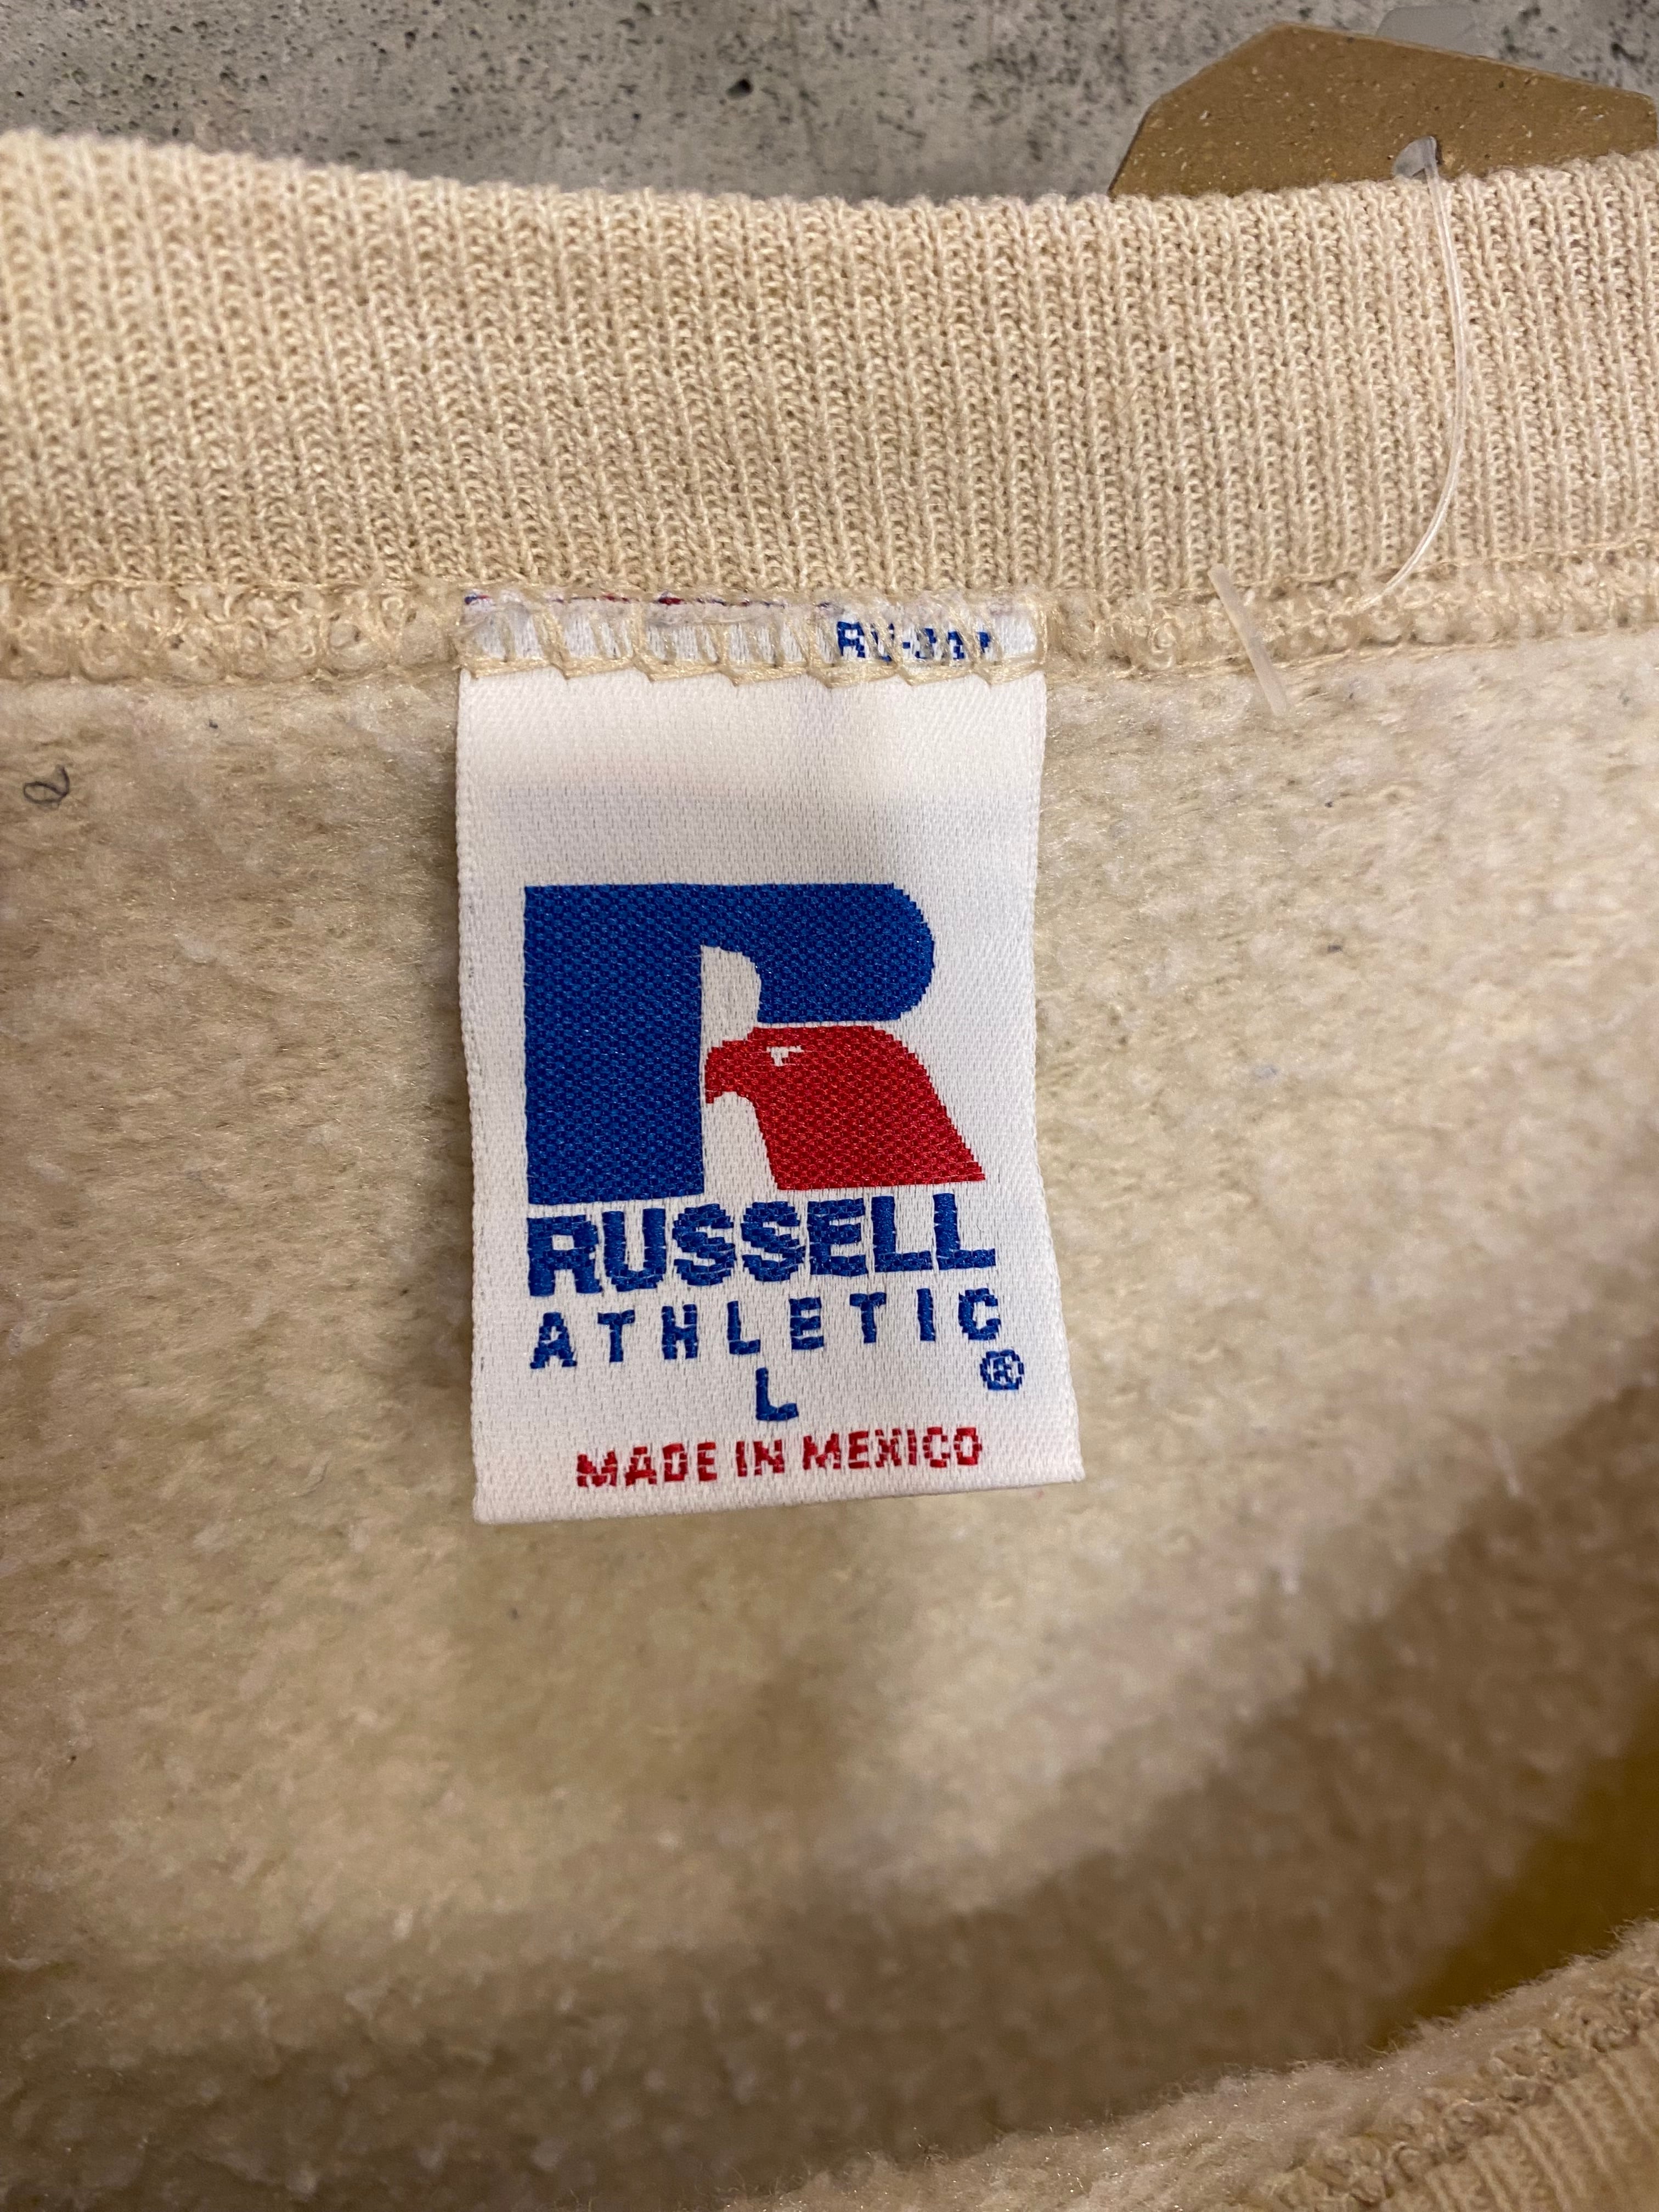 RUSSELL
ATHLETIC
®
L
MADE IN MEXICO